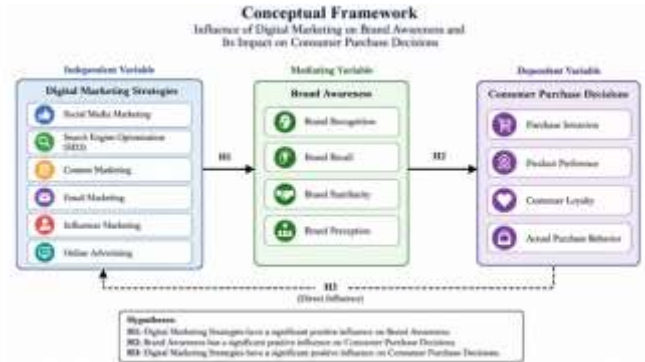 Conceptual Framework
Influence of Digital Marketing on Brand Awareness and
Its Impact on Consumer Purchase Decisions
Independent Variable
Mediating Variable
Dependent Variable
Digital Marketing Strategies
Social Media Marketing
Search Engine Optimization
(SEO)
Content Marketing
Email Marketing
Influencer Marketing
Online Advertising
H1
Brand Awareness
Brand Recognition
Brand Recall
Brand Familiarity
Brand Perception
H2
Consumer Purchase Decisions
Purchase Intention
Product Preference
Customer Loyalty
Actual Purchase Behavior
H3
(Direct Influence)
Hypotheses:
H1: Digital Marketing Strategies have a significant positive influence on Brand Awareness.
H2: Brand Awareness has a significant positive influence on Consumer Purchase Decisions.
H3: Digital Marketing Strategies have a significant positive influence on Consumer Purchase Decisions.